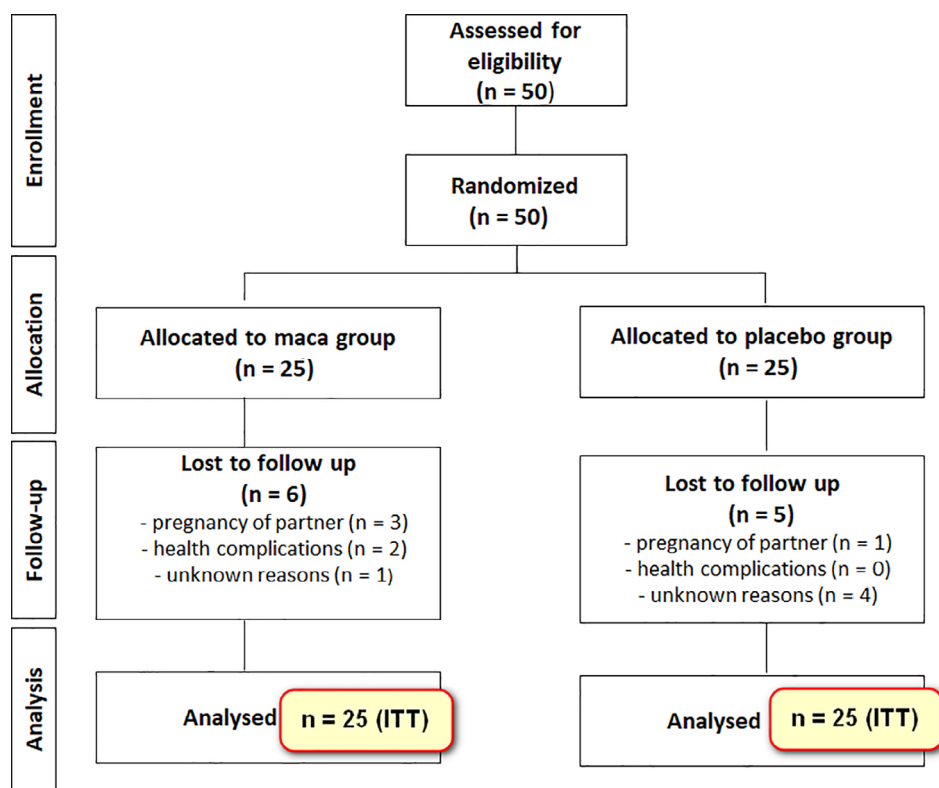 Enrollment
Assessed for
eligibility
(n = 50)
Randomized
(n = 50)
Allocation
Allocated to maca group
(n = 25)
Allocated to placebo group
(n = 25)
Follow-up
Lost to follow up
(n = 6)
- pregnancy of partner (n = 3)
- health complications (n = 2)
- unknown reasons (n = 1)
Lost to follow up
(n = 5)
- pregnancy of partner (n = 1)
- health complications (n = 0)
- unknown reasons (n = 4)
Analysis
Analysed n = 25 (ITT)
Analysed n = 25 (ITT)